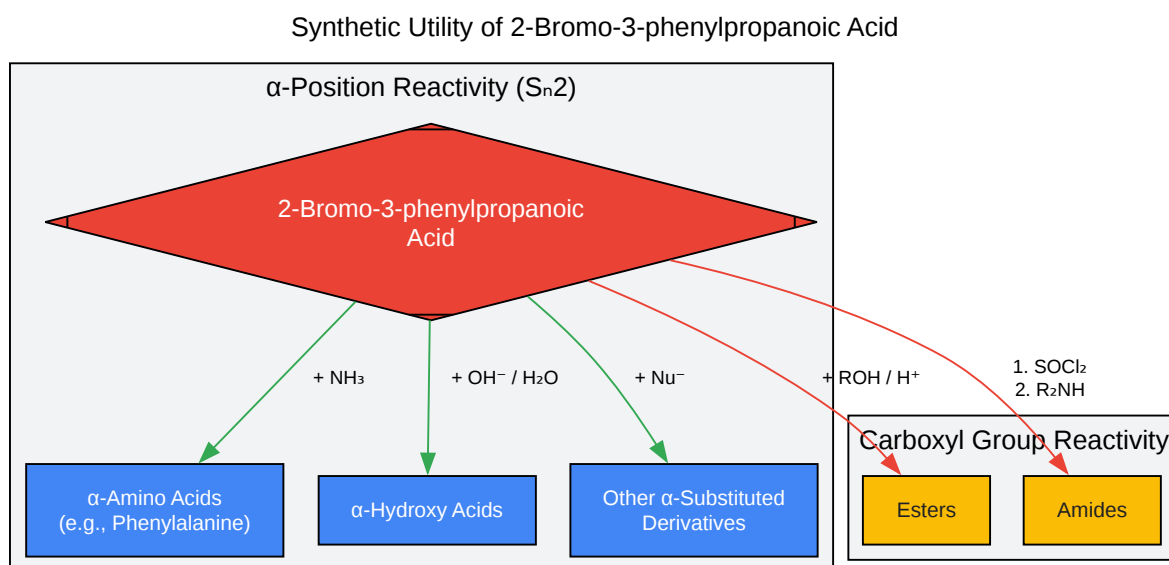 Synthetic Utility of 2-Bromo-3-phenylpropanoic Acid
α-Position Reactivity (Sₙ2)
2-Bromo-3-phenylpropanoic
Acid
+ NH₃
+ OH⁻ / H₂O
+ Nu⁻
+ ROH / H⁺
1. SOCl₂
2. R₂NH
Carboxyl Group Reactivity
α-Amino Acids
(e.g., Phenylalanine)
α-Hydroxy Acids
Other α-Substituted
Derivatives
Esters
Amides